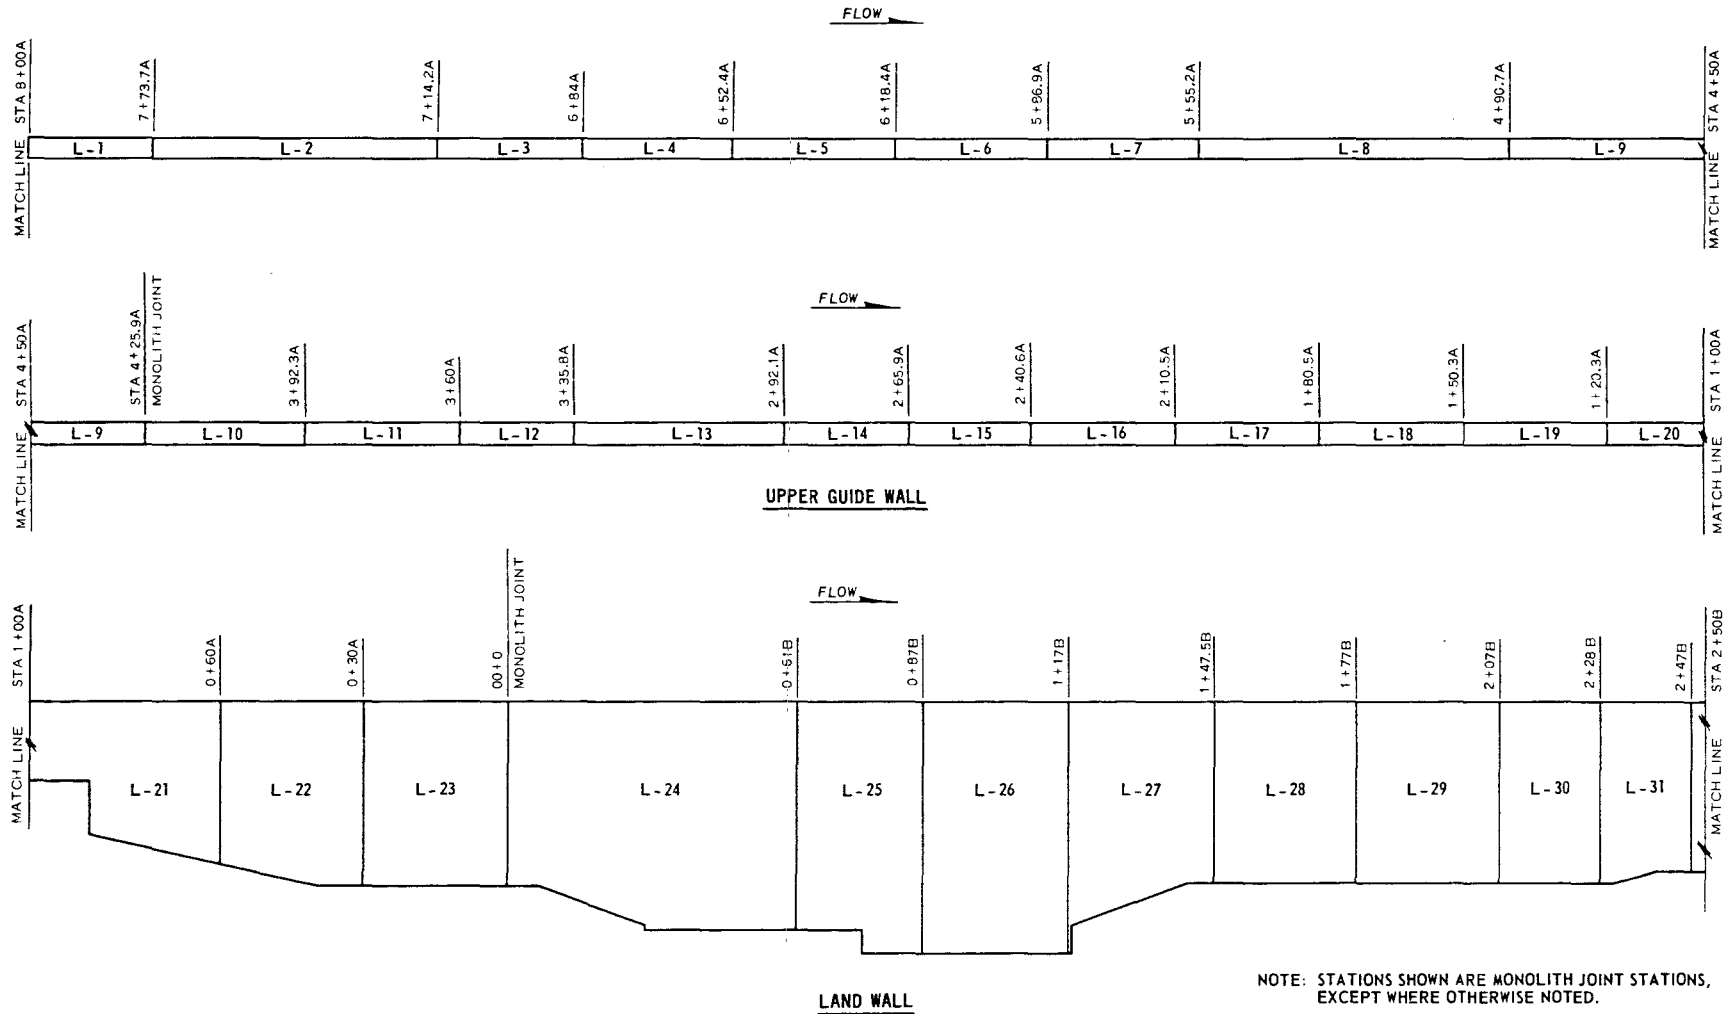 FLOW
STA 8+00A
7+73.7A
7+14.2A
6+84A
6+52.4A
6+18.4A
5+86.9A
5+55.2A
4+90.7A
STA 4+50A
MATCH LINE
L-1
L-2
L-3
L-4
L-5
L-6
L-7
L-8
L-9
MATCH LINE
FLOW
STA 4+50A
STA 4+25.9A
MONOLITH JOINT
3+92.3A
3+60A
3+35.8A
2+92.1A
2+65.9A
2+40.6A
2+10.5A
1+80.5A
1+50.3A
1+20.3A
STA 1+00A
MATCH LINE
L-9
L-10
L-11
L-12
L-13
L-14
L-15
L-16
L-17
L-18
L-19
L-20
MATCH LINE
UPPER GUIDE WALL
FLOW
STA 1+00A
0+60A
0+30A
00+0
MONOLITH JOINT
0+61B
0+87B
1+17B
1+47.5B
1+77B
2+07B
2+28B
2+47B
STA 2+50B
MATCH LINE
L-21
L-22
L-23
L-24
L-25
L-26
L-27
L-28
L-29
L-30
L-31
MATCH LINE
LAND WALL
NOTE: STATIONS SHOWN ARE MONOLITH JOINT STATIONS,
EXCEPT WHERE OTHERWISE NOTED.